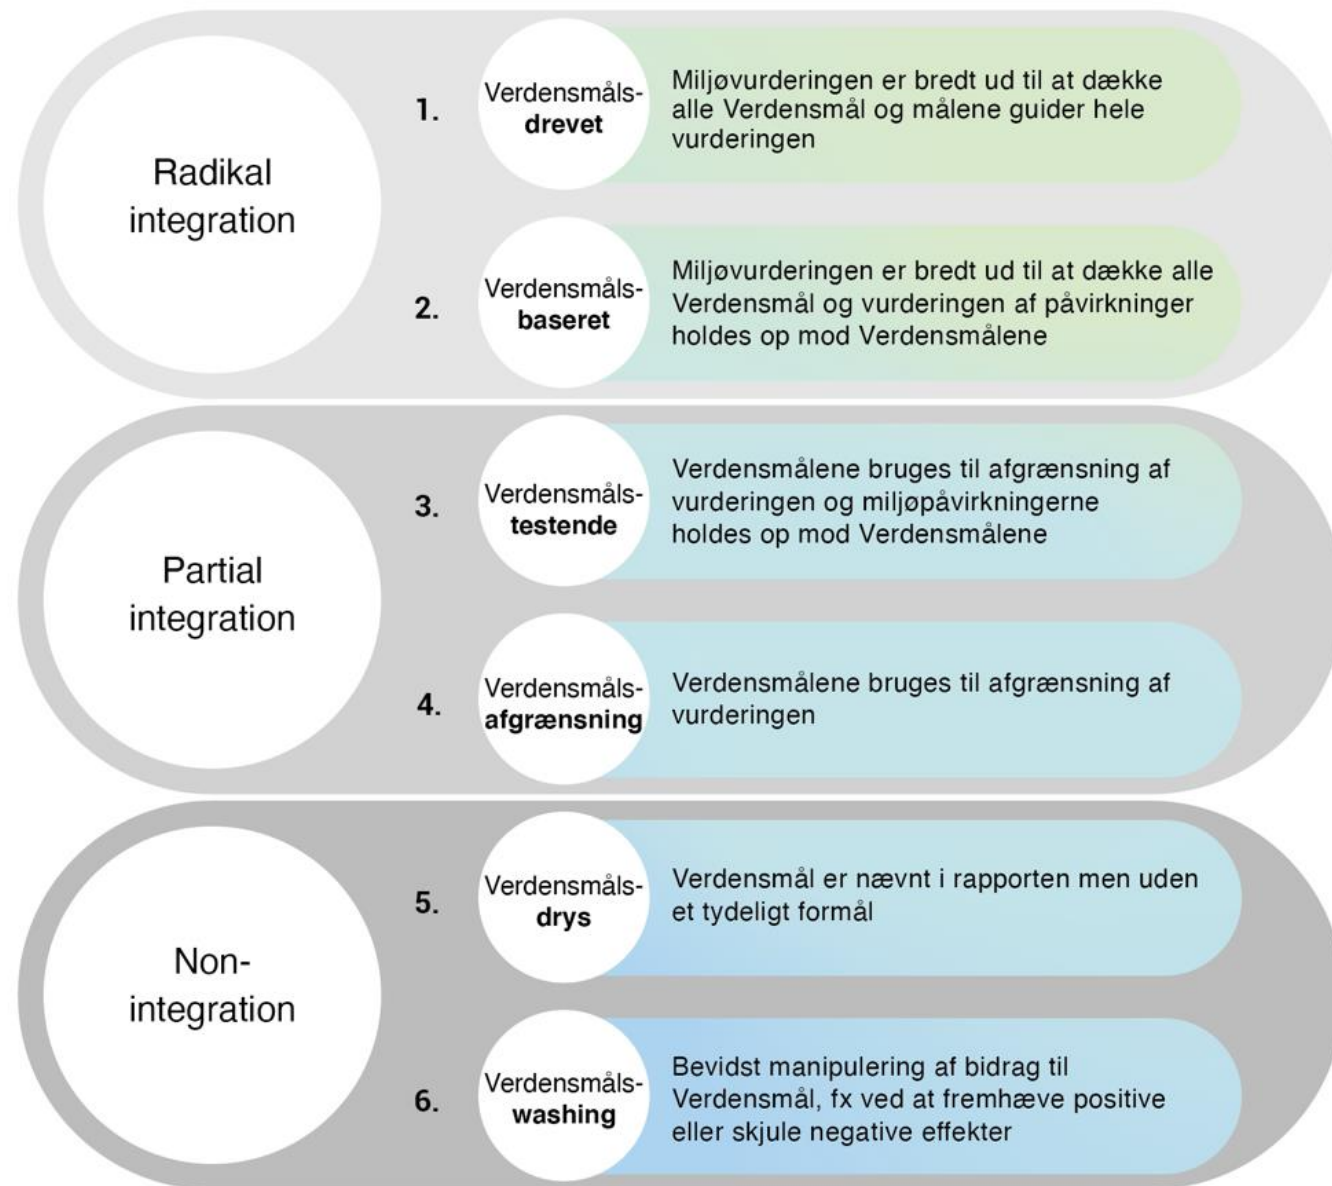 Radikal
integration
1.
Verdensmåls-
drevet
Miljøvurderingen er bredt ud til at dække
alle Verdensmål og målene guider hele
vurderingen
2.
Verdensmåls-
baseret
Miljøvurderingen er bredt ud til at dække alle
Verdensmål og vurderingen af påvirkninger
holdes op mod Verdensmålene
Partial
integration
3.
Verdensmåls-
testende
Verdensmålene bruges til afgrænsning af
vurderingen og miljøpåvirkningerne
holdes op mod Verdensmålene
4.
Verdensmåls-
afgrænsning
Verdensmålene bruges til afgrænsning af
vurderingen
Non-
integration
5.
Verdensmåls-
drys
Verdensmål er nævnt i rapporten men uden
et tydeligt formål
6.
Verdensmåls-
washing
Bevidst manipulering af bidrag til
Verdensmål, fx ved at fremhæve positive
eller skjule negative effekter